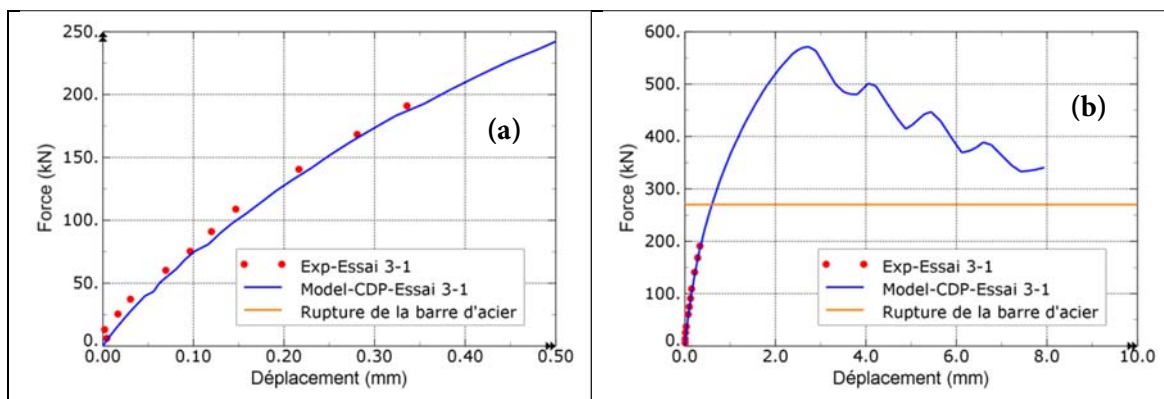 250.
200.
150.
100.
50.
0.
0.00 0.10 0.20 0.30 0.40 0.50
Force (kN)
Déplacement (mm)
(a)
Exp-Essai 3-1
Model-CDP-Essai 3-1
Rupture de la barre d'acier
600.
500.
400.
300.
200.
100.
0.
0.0 2.0 4.0 6.0 8.0 10.0
Force (kN)
Déplacement (mm)
(b)
Exp-Essai 3-1
Model-CDP-Essai 3-1
Rupture de la barre d'acier